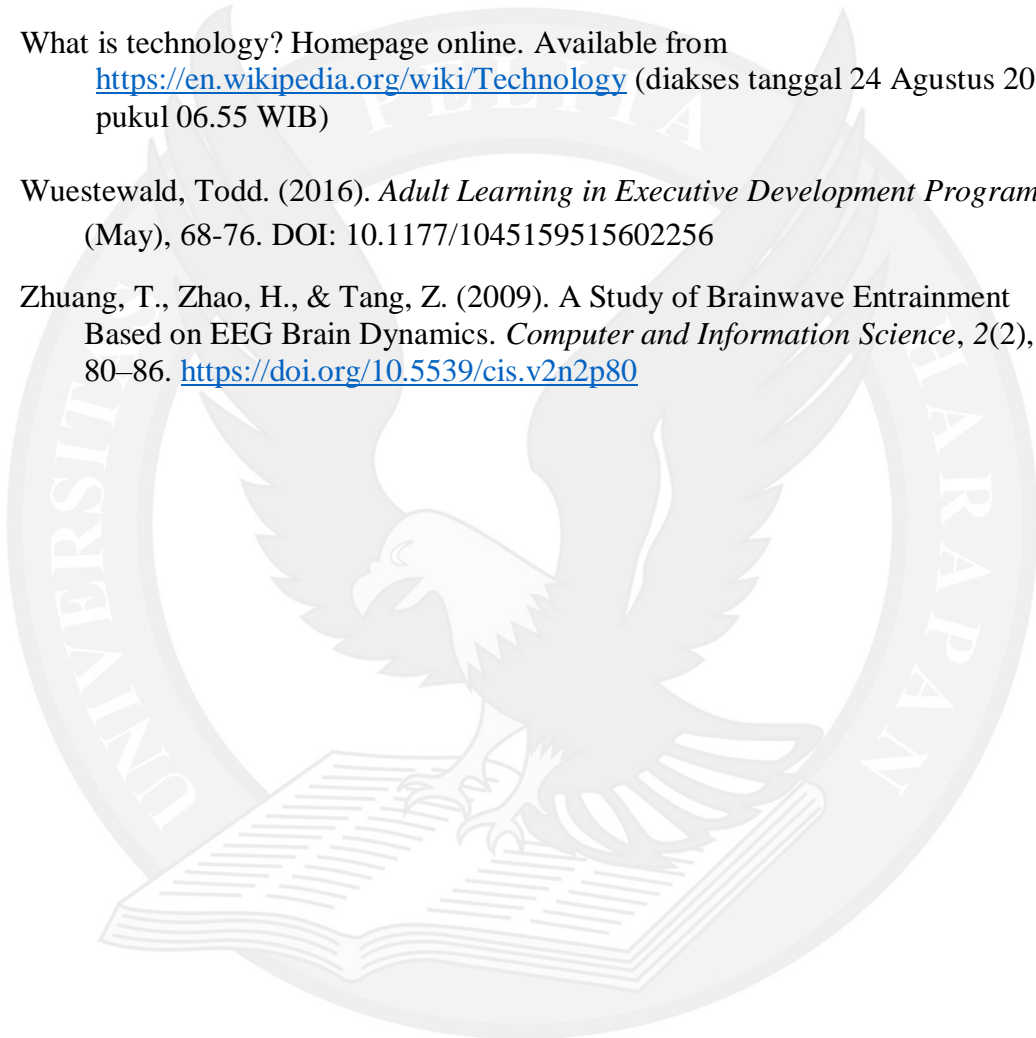 What is technology? Homepage online. Available from
https://en.wikipedia.org/wiki/Technology (diakses tanggal 24 Agustus 20
pukul 06.55 WIB)
Wuestewald, Todd. (2016). Adult Learning in Executive Development Program
(May), 68-76. DOI: 10.1177/1045159515602256
Zhuang, T., Zhao, H., & Tang, Z. (2009). A Study of Brainwave Entrainment
Based on EEG Brain Dynamics. Computer and Information Science, 2(2),
80–86. https://doi.org/10.5539/cis.v2n2p80
UNIVERSITAS PELITA HARAPAN